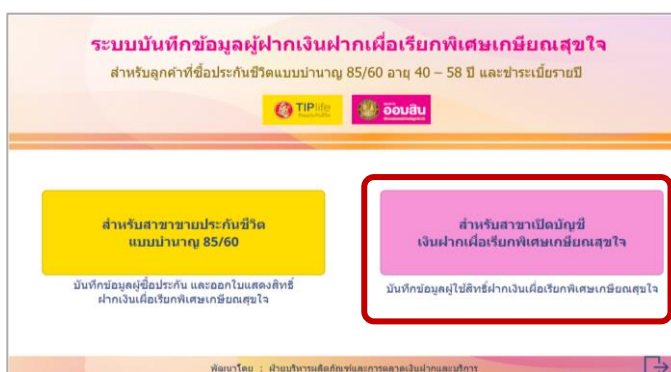 ระบบบันทึกข้อมูลผู้ฝากเงินฝากเผื่อเรียกพิเศษเกษียณสุขใจ
สำหรับลูกค้าที่ซื้อประกันชีวิตแบบบำนาญ 85/60 อายุ 40 – 58 ปี และชำระเบี้ยรายปี
TIPlife
ออมสิน
สำหรับสาขาขายประกันชีวิต
แบบบำนาญ 85/60
บันทึกข้อมูลผู้ซื้อประกัน และออกใบแสดงสิทธิ์
ฝากเงินเผื่อเรียกพิเศษเกษียณสุขใจ
สำหรับสาขาเปิดบัญชี
เงินฝากเผื่อเรียกพิเศษเกษียณสุขใจ
บันทึกข้อมูลผู้ใช้สิทธิ์ฝากเงินเผื่อเรียกพิเศษเกษียณสุขใจ
พัฒนาโดย : ฝ่ายบริหารผลิตภัณฑ์และการตลาดเงินฝากและบริการ